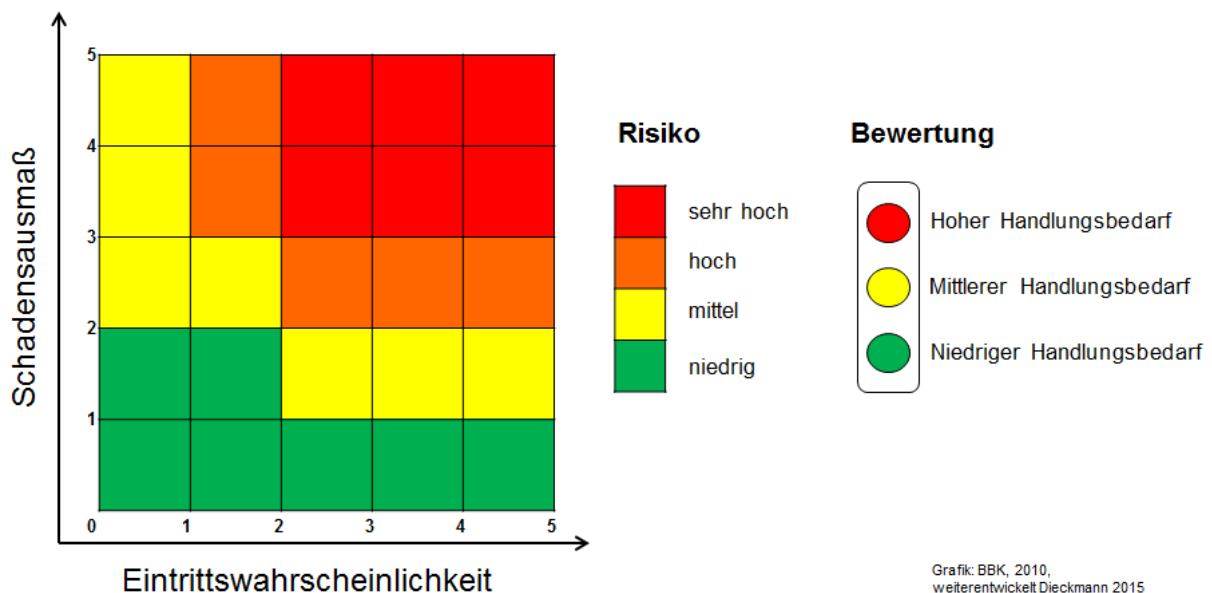 Schadensausmaß
5
4
3
2
1
0 1 2 3 4 5
Eintrittswahrscheinlichkeit
Risiko
sehr hoch
hoch
mittel
niedrig
Bewertung
Hoher Handlungsbedarf
Mittlerer Handlungsbedarf
Niedriger Handlungsbedarf
Grafik: BBK, 2010,
weiterentwickelt Dieckmann 2015